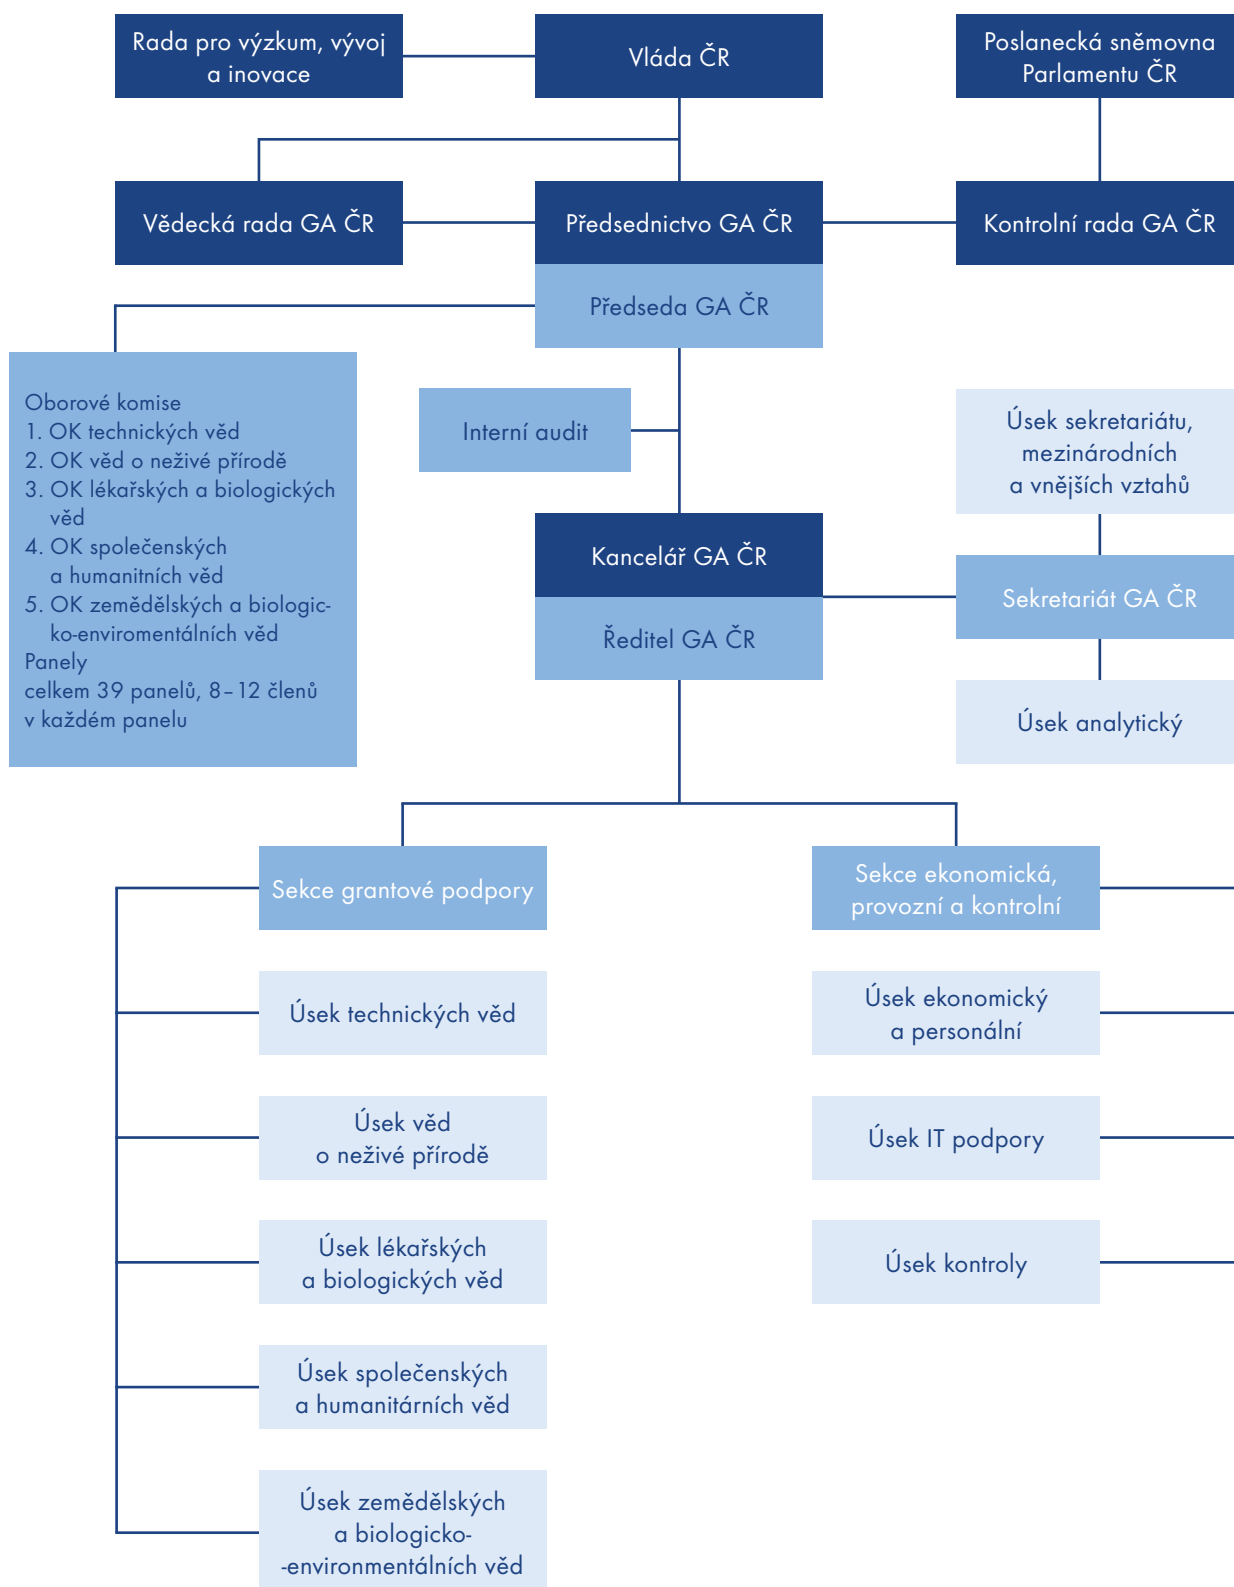 Rada pro výzkum, vývoj
a inovace
Vláda ČR
Poslanecká sněmovna
Parlamentu ČR
Vědecká rada GA ČR
Předsednictvo GA ČR
Kontrolní rada GA ČR
Předseda GA ČR
Oborové komise
1. OK technických věd
2. OK věd o neživé přírodě
3. OK lékařských a biologických
věd
4. OK společenských
a humanitních věd
5. OK zemědělských a biologic-
ko-enviromentálních věd
Panely
celkem 39 panelů, 8–12 členů
v každém panelu
Interní audit
Úsek sekretariátu,
mezinárodních
a vnějších vztahů
Kancelář GA ČR
Ředitel GA ČR
Sekretariát GA ČR
Úsek analytický
Sekce grantové podpory
Úsek technických věd
Úsek věd
o neživé přírodě
Úsek lékařských
a biologických věd
Úsek společenských
a humanitárních věd
Úsek zemědělských
a biologicko-
-environmentálních věd
Sekce ekonomická,
provozní a kontrolní
Úsek ekonomický
a personální
Úsek IT podpory
Úsek kontroly